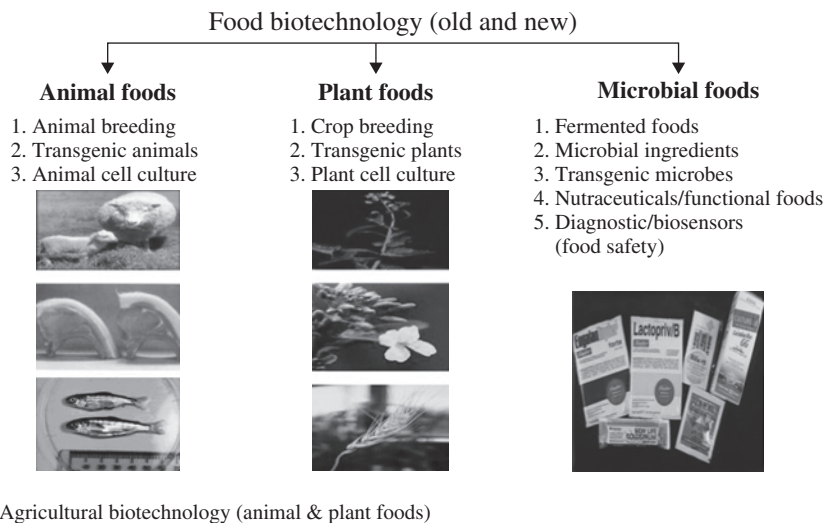 Food biotechnology (old and new)
Animal foods
1. Animal breeding
2. Transgenic animals
3. Animal cell culture
Plant foods
1. Crop breeding
2. Transgenic plants
3. Plant cell culture
Microbial foods
1. Fermented foods
2. Microbial ingredients
3. Transgenic microbes
4. Nutraceuticals/functional foods
5. Diagnostic/biosensors
(food safety)
Lactopriv/B
Agricultural biotechnology (animal & plant foods)